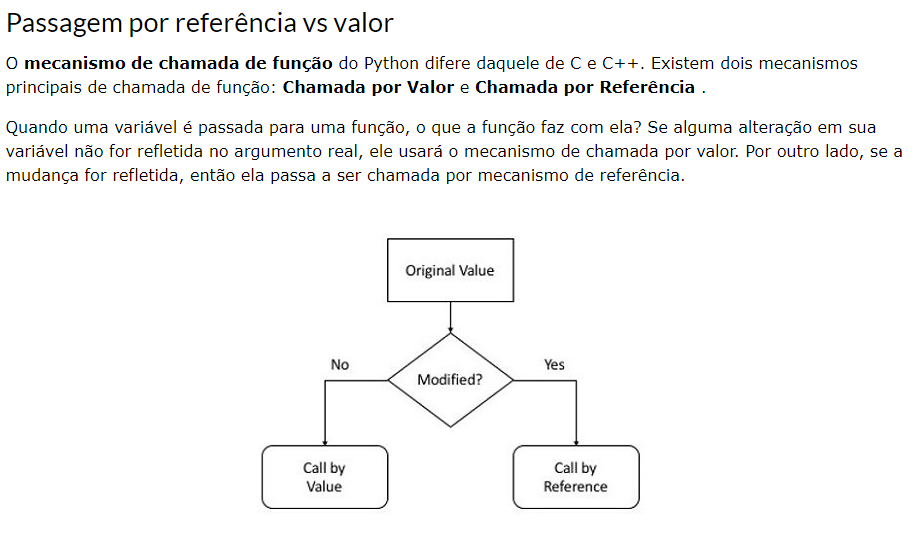 Passagem por referência vs valor
O mecanismo de chamada de função do Python difere daquele de C e C++. Existem dois mecanismos
principais de chamada de função: Chamada por Valor e Chamada por Referência .
Quando uma variável é passada para uma função, o que a função faz com ela? Se alguma alteração em sua
variável não for refletida no argumento real, ele usará o mecanismo de chamada por valor. Por outro lado, se a
mudança for refletida, então ela passa a ser chamada por mecanismo de referência.
Original Value
No
Yes
Modified?
Call by
Value
Call by
Reference